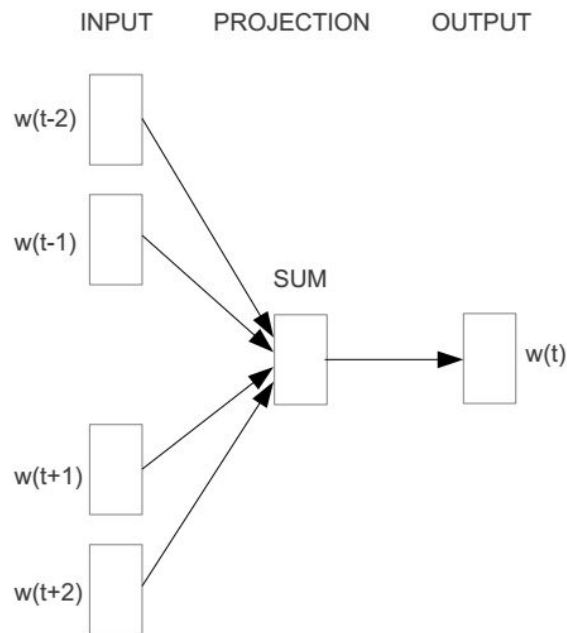 INPUT PROJECTION OUTPUT
w(t-2)
w(t-1)
SUM
w(t)
w(t+1)
w(t+2)